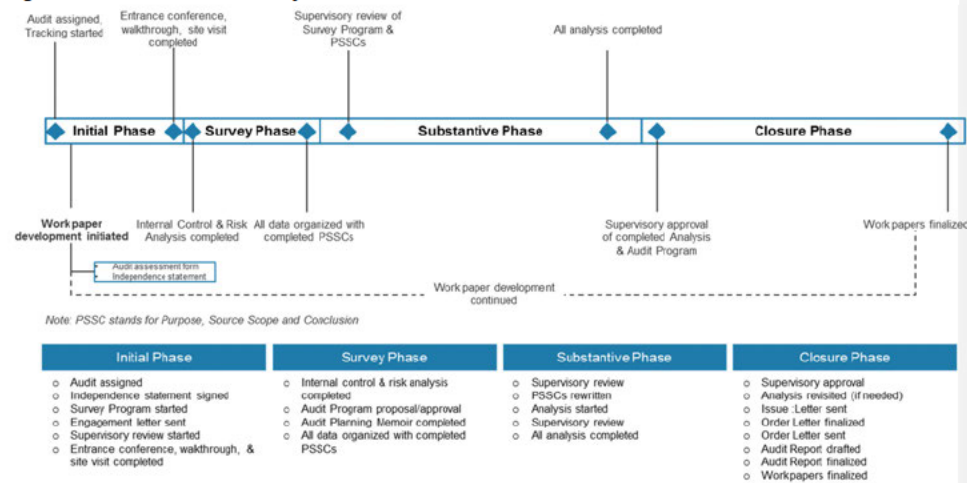 Audit assigned,
Tracking started
Entrance conference,
walkthrough, site visit
completed
Supervisory review of
Survey Program &
PSSCs
All analysis completed
Initial Phase
Survey Phase
Substantive Phase
Closure Phase
Workpaper
development initiated
Internal Control & Risk
Analysis completed
All data organized with
completed PSSCs
Supervisory approval
of completed Analysis
& Audit Program
Workpapers finalized
Audit assessment form
Independence statement
Workpaper development
continued
Note: PSSC stands for Purpose, Source Scope and Conclusion
Initial Phase
o Audit assigned
o Independence statement signed
o Survey Program started
o Engagement letter sent
o Supervisory review started
o Entrance conference, walkthrough, &
site visit completed
Survey Phase
o Internal control & risk analysis
completed
o Audit Program proposal/approval
o Audit Planning Memoir completed
o All data organized with completed
PSSCs
Substantive Phase
o Supervisory review
o PSSCs rewritten
o Analysis started
o Supervisory review
o All analysis completed
Closure Phase
o Supervisory approval
o Analysis revisited (if needed)
o Issue :Letter sent
o Order Letter finalized
o Order Letter sent
o Audit Report drafted
o Audit Report finalized
o Workpapers finalized